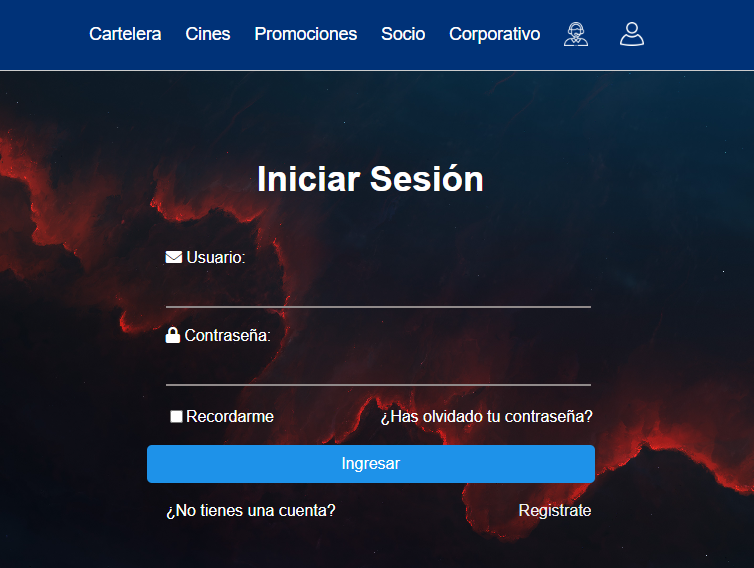 Cartelera Cines Promociones Socio Corporativo
Iniciar Sesión
Usuario:
Contraseña:
Recordarme ¿Has olvidado tu contraseña?
Ingresar
¿No tienes una cuenta? Registrate